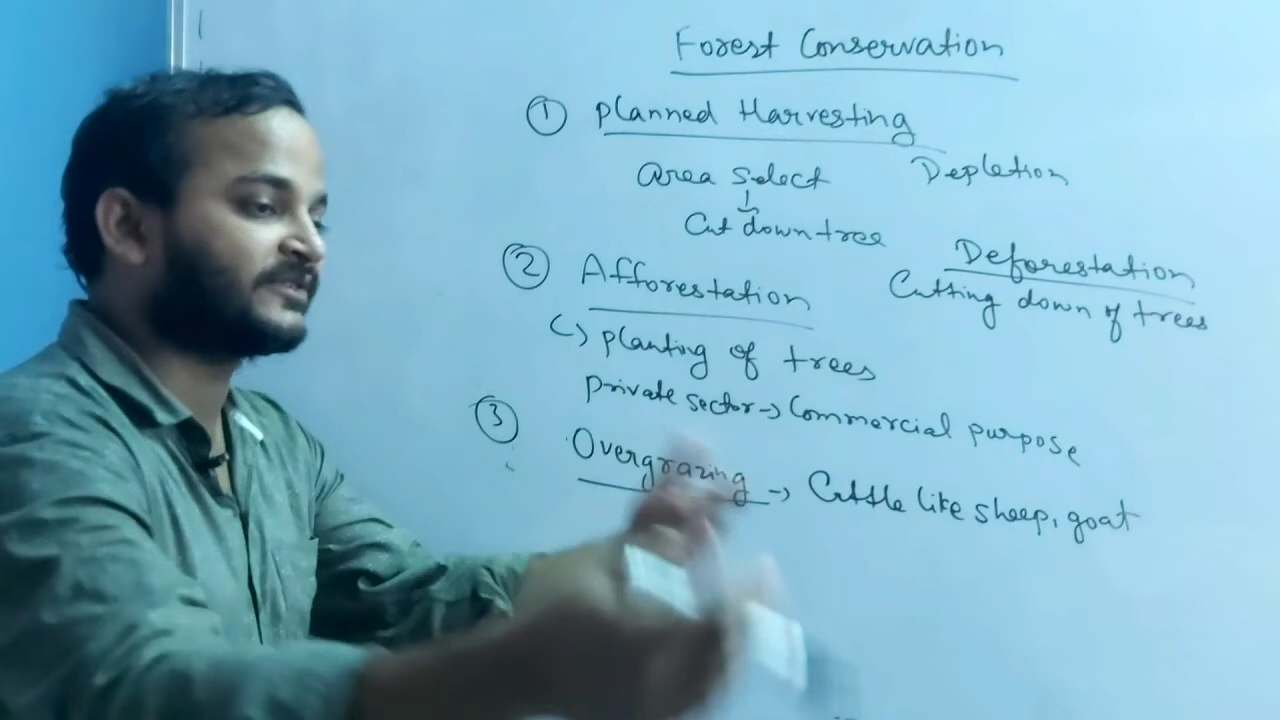 Forest Conservation
① Planned Harvesting
Area select Depletion
↓
Cut down tree
② Afforestation Deforestation
Cutting down of trees
↳ planting of trees
private sector → Commercial purpose
③ Overgrazing → Cattle like sheep, goat